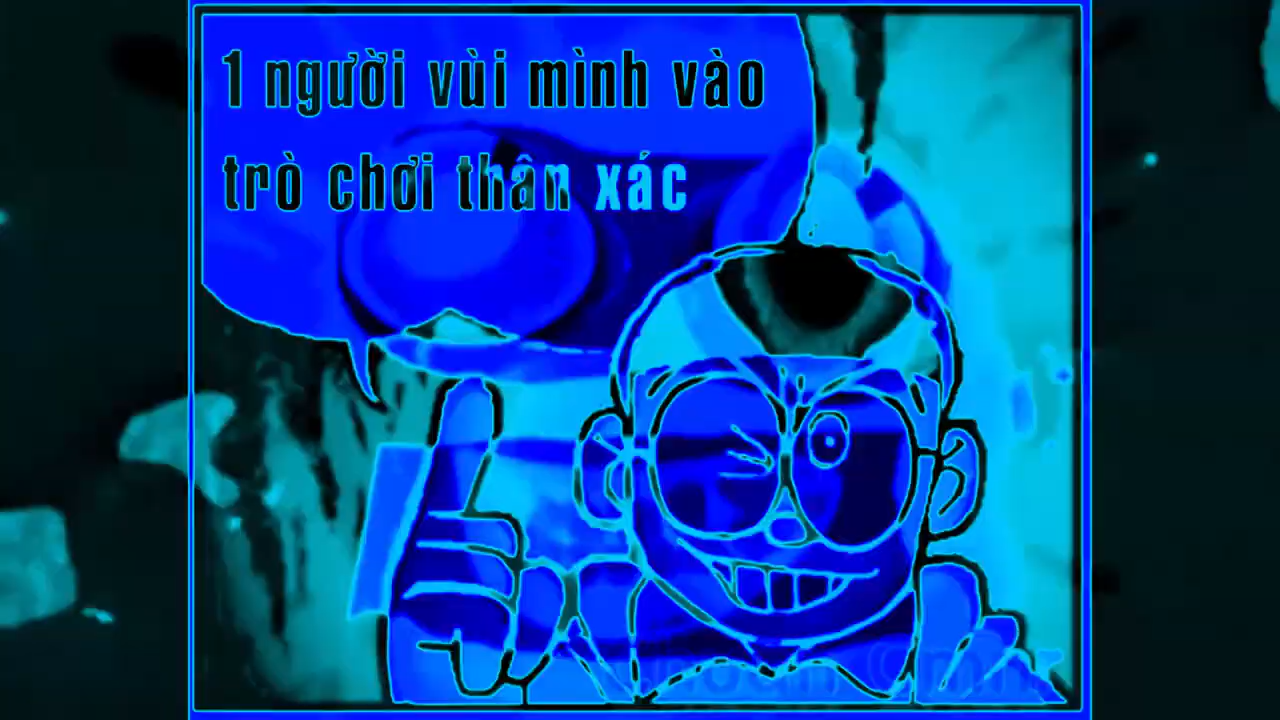 1 người vùi mình vào
trò chơi thân xác